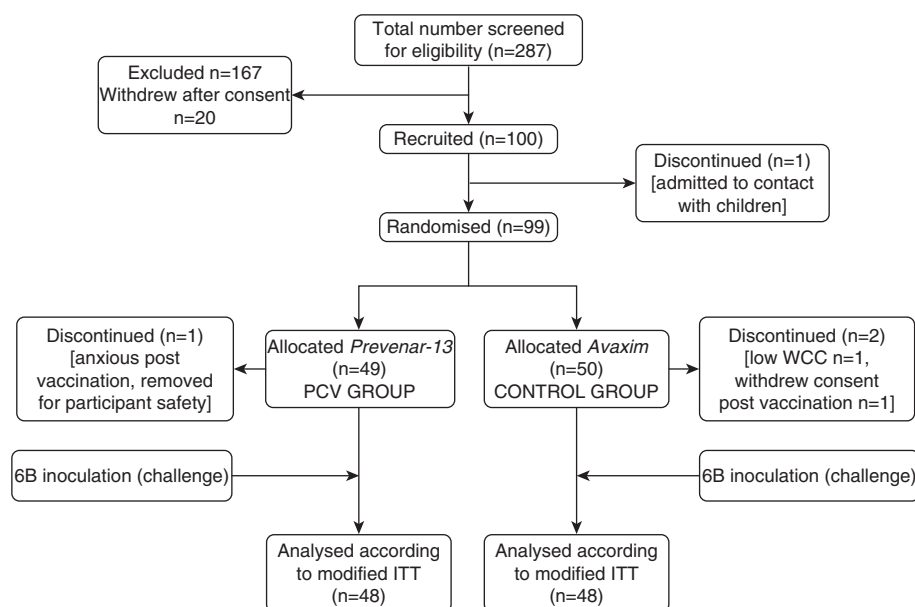 Total number screened
for eligibility (n=287)
Excluded n=167
Withdrew after consent
n=20
Recruited (n=100)
Discontinued (n=1)
[admitted to contact
with children]
Randomised (n=99)
Discontinued (n=1)
[anxious post
vaccination, removed
for participant safety]
Allocated Prevenar-13
(n=49)
PCV GROUP
Allocated Avaxim
(n=50)
CONTROL GROUP
Discontinued (n=2)
[low WCC n=1,
withdrew consent
post vaccination n=1]
6B inoculation (challenge)
6B inoculation (challenge)
Analysed according
to modified ITT
(n=48)
Analysed according
to modified ITT
(n=48)